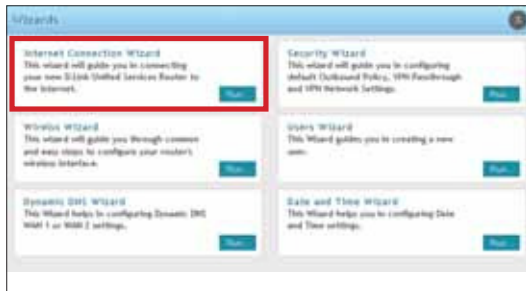 Wizards
Internet Connection Wizard
This wizard will guide you in connecting
your new D-Link Unified Services Router to
the Internet.
Run...
Security Wizard
This wizard will guide you in configuring
default Outbound Policy, VPN Passthrough
and VPN Network Settings.
Run...
Wireless Wizard
This wizard will guide you through common
and easy steps to configure your router's
wireless interface.
Run...
Users Wizard
This Wizard guides you in creating a new
user.
Run...
Dynamic DNS Wizard
This Wizard helps in configuring Dynamic DNS
WAN 1 or WAN 2 settings.
Run...
Date and Time Wizard
This Wizard helps you in configuring Date
and Time settings.
Run...